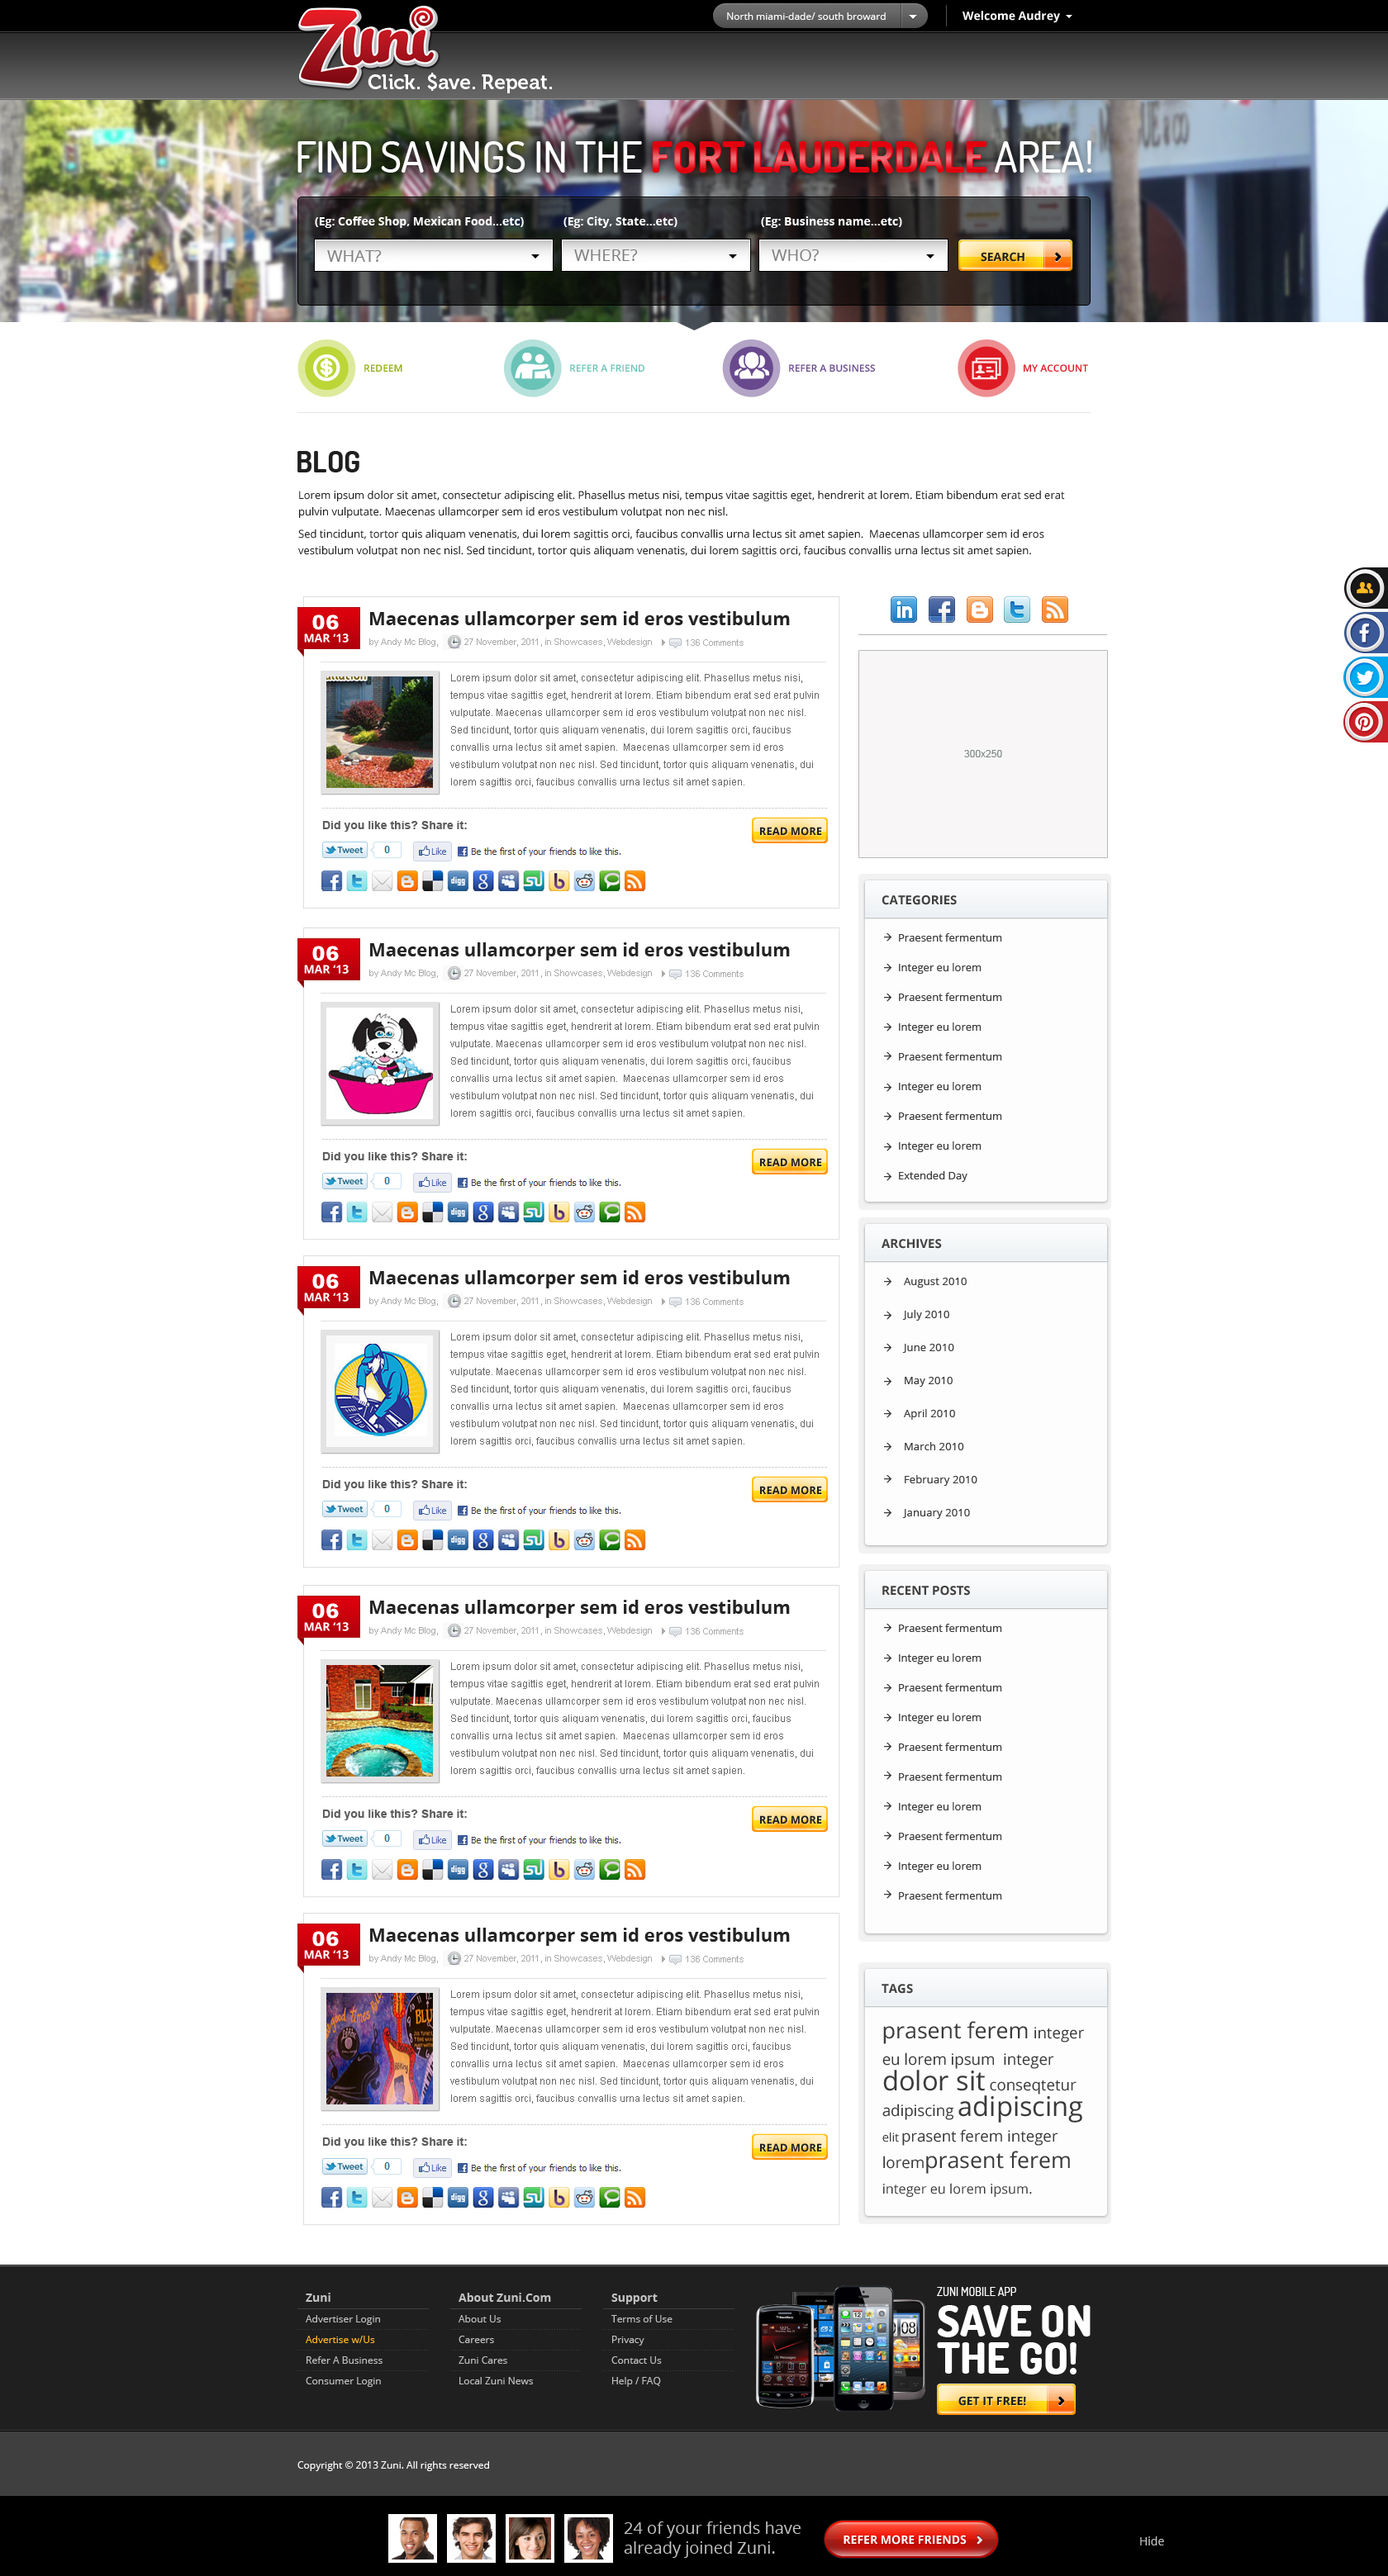 North miami-dade/ south broward
Welcome Audrey
Zuni
Click. $ave. Repeat.
FIND SAVINGS IN THE FORT LAUDERDALE AREA!
(Eg: Coffee Shop, Mexican Food...etc)
(Eg: City, State...etc)
(Eg: Business name...etc)
WHAT?
WHERE?
WHO?
SEARCH
REDEEM
REFER A FRIEND
REFER A BUSINESS
MY ACCOUNT
BLOG
Lorem ipsum dolor sit amet, consectetur adipiscing elit. Phasellus metus nisi, tempus vitae sagittis eget, hendrerit at lorem. Etiam bibendum erat sed erat
pulvin vulputate. Maecenas ullamcorper sem id eros vestibulum volutpat non nec nisl.
Sed tincidunt, tortor quis aliquam venenatis, dui lorem sagittis orci, faucibus convallis urna lectus sit amet sapien.  Maecenas ullamcorper sem id eros
vestibulum volutpat non nec nisl. Sed tincidunt, tortor quis aliquam venenatis, dui lorem sagittis orci, faucibus convallis urna lectus sit amet sapien.
06
MAR ‘13
Maecenas ullamcorper sem id eros vestibulum
by Andy Mc Blog, 27 November, 2011, in Showcases, Webdesign 136 Comments
Lorem ipsum dolor sit amet, consectetur adipiscing elit. Phasellus metus nisi,
tempus vitae sagittis eget, hendrerit at lorem. Etiam bibendum erat sed erat pulvin
vulputate. Maecenas ullamcorper sem id eros vestibulum volutpat non nec nisl.
Sed tincidunt, tortor quis aliquam venenatis, dui lorem sagittis orci, faucibus
convallis urna lectus sit amet sapien.  Maecenas ullamcorper sem id eros
vestibulum volutpat non nec nisl. Sed tincidunt, tortor quis aliquam venenatis, dui
lorem sagittis orci, faucibus convallis urna lectus sit amet sapien.
Did you like this? Share it:
READ MORE
Tweet 0 Like Be the first of your friends to like this.
digg
06
MAR ‘13
Maecenas ullamcorper sem id eros vestibulum
by Andy Mc Blog, 27 November, 2011, in Showcases, Webdesign 136 Comments
Lorem ipsum dolor sit amet, consectetur adipiscing elit. Phasellus metus nisi,
tempus vitae sagittis eget, hendrerit at lorem. Etiam bibendum erat sed erat pulvin
vulputate. Maecenas ullamcorper sem id eros vestibulum volutpat non nec nisl.
Sed tincidunt, tortor quis aliquam venenatis, dui lorem sagittis orci, faucibus
convallis urna lectus sit amet sapien.  Maecenas ullamcorper sem id eros
vestibulum volutpat non nec nisl. Sed tincidunt, tortor quis aliquam venenatis, dui
lorem sagittis orci, faucibus convallis urna lectus sit amet sapien.
Did you like this? Share it:
READ MORE
Tweet 0 Like Be the first of your friends to like this.
digg
06
MAR ‘13
Maecenas ullamcorper sem id eros vestibulum
by Andy Mc Blog, 27 November, 2011, in Showcases, Webdesign 136 Comments
Lorem ipsum dolor sit amet, consectetur adipiscing elit. Phasellus metus nisi,
tempus vitae sagittis eget, hendrerit at lorem. Etiam bibendum erat sed erat pulvin
vulputate. Maecenas ullamcorper sem id eros vestibulum volutpat non nec nisl.
Sed tincidunt, tortor quis aliquam venenatis, dui lorem sagittis orci, faucibus
convallis urna lectus sit amet sapien.  Maecenas ullamcorper sem id eros
vestibulum volutpat non nec nisl. Sed tincidunt, tortor quis aliquam venenatis, dui
lorem sagittis orci, faucibus convallis urna lectus sit amet sapien.
Did you like this? Share it:
READ MORE
Tweet 0 Like Be the first of your friends to like this.
digg
06
MAR ‘13
Maecenas ullamcorper sem id eros vestibulum
by Andy Mc Blog, 27 November, 2011, in Showcases, Webdesign 136 Comments
Lorem ipsum dolor sit amet, consectetur adipiscing elit. Phasellus metus nisi,
tempus vitae sagittis eget, hendrerit at lorem. Etiam bibendum erat sed erat pulvin
vulputate. Maecenas ullamcorper sem id eros vestibulum volutpat non nec nisl.
Sed tincidunt, tortor quis aliquam venenatis, dui lorem sagittis orci, faucibus
convallis urna lectus sit amet sapien.  Maecenas ullamcorper sem id eros
vestibulum volutpat non nec nisl. Sed tincidunt, tortor quis aliquam venenatis, dui
lorem sagittis orci, faucibus convallis urna lectus sit amet sapien.
Did you like this? Share it:
READ MORE
Tweet 0 Like Be the first of your friends to like this.
digg
06
MAR ‘13
Maecenas ullamcorper sem id eros vestibulum
by Andy Mc Blog, 27 November, 2011, in Showcases, Webdesign 136 Comments
Lorem ipsum dolor sit amet, consectetur adipiscing elit. Phasellus metus nisi,
tempus vitae sagittis eget, hendrerit at lorem. Etiam bibendum erat sed erat pulvin
vulputate. Maecenas ullamcorper sem id eros vestibulum volutpat non nec nisl.
Sed tincidunt, tortor quis aliquam venenatis, dui lorem sagittis orci, faucibus
convallis urna lectus sit amet sapien.  Maecenas ullamcorper sem id eros
vestibulum volutpat non nec nisl. Sed tincidunt, tortor quis aliquam venenatis, dui
lorem sagittis orci, faucibus convallis urna lectus sit amet sapien.
Did you like this? Share it:
READ MORE
Tweet 0 Like Be the first of your friends to like this.
digg
300x250
CATEGORIES
Praesent fermentum
Integer eu lorem
Praesent fermentum
Integer eu lorem
Praesent fermentum
Integer eu lorem
Praesent fermentum
Integer eu lorem
Extended Day
ARCHIVES
August 2010
July 2010
June 2010
May 2010
April 2010
March 2010
February 2010
January 2010
RECENT POSTS
Praesent fermentum
Integer eu lorem
Praesent fermentum
Integer eu lorem
Praesent fermentum
Praesent fermentum
Integer eu lorem
Praesent fermentum
Integer eu lorem
Praesent fermentum
TAGS
prasent ferem integer
eu lorem ipsum  integer
dolor sit conseqtetur
adipiscing adipiscing
elit prasent ferem integer
loremprasent ferem
integer eu lorem ipsum.
Zuni
Advertiser Login
Advertise w/Us
Refer A Business
Consumer Login
About Zuni.Com
About Us
Careers
Zuni Cares
Local Zuni News
Support
Terms of Use
Privacy
Contact Us
Help / FAQ
ZUNI MOBILE APP
SAVE ON
THE GO!
GET IT FREE!
Copyright © 2013 Zuni. All rights reserved
24 of your friends have
already joined Zuni.
REFER MORE FRIENDS
Hide